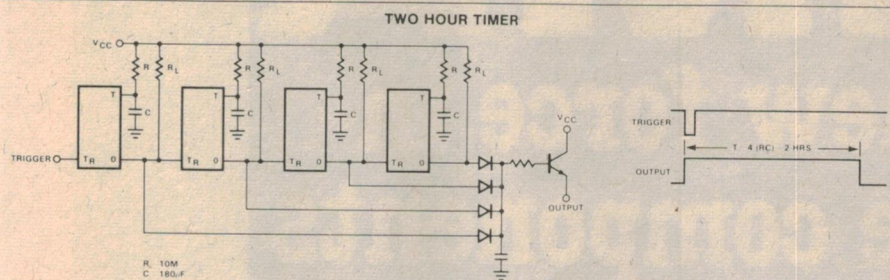 TWO HOUR TIMER
VCC
R RL R RL R RL R RL
T T T T
C C C C
VCC
TRIGGER
TR 0 TR 0 TR 0 TR 0
OUTPUT
TRIGGER
T 4 (RC) 2 HRS
OUTPUT
R, 10M
C 180µF